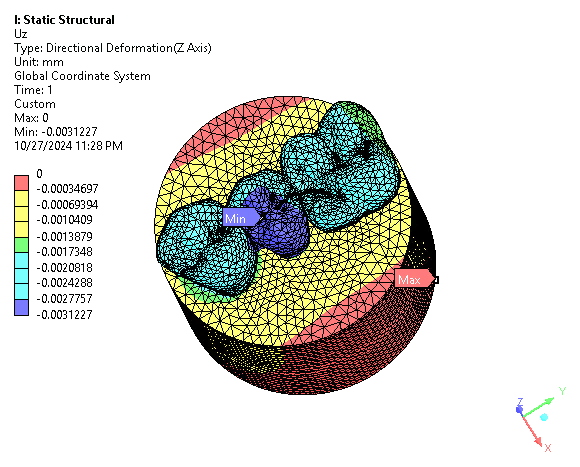 I: Static Structural
Uz
Type: Directional Deformation(Z Axis)
Unit: mm
Global Coordinate System
Time: 1
Custom
Max: 0
Min: -0.0031227
10/27/2024 11:28 PM
0
-0.00034697
-0.00069394
-0.0010409
-0.0013879
-0.0017348
-0.0020818
-0.0024288
-0.0027757
-0.0031227
Min
Max
Z
Y
X